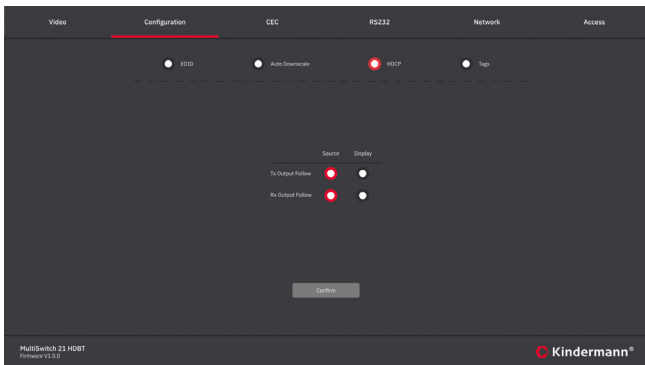 Video Configuration CEC RS232 Network Access
EDID Auto Downscale HDCP Tags
Source Display
Tx Output Follow
Rx Output Follow
Confirm
MultiSwitch 21 HDBT
Firmware V1.0.0
Kindermann®